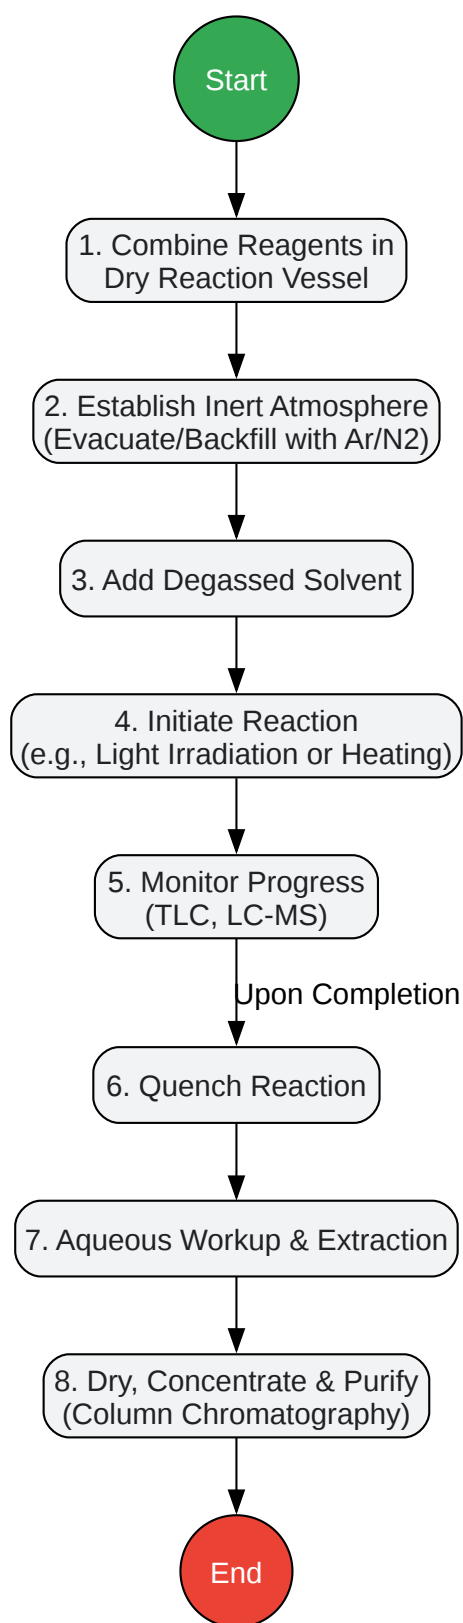 Start
1. Combine Reagents in
Dry Reaction Vessel
2. Establish Inert Atmosphere
(Evacuate/Backfill with Ar/N2)
3. Add Degassed Solvent
4. Initiate Reaction
(e.g., Light Irradiation or Heating)
5. Monitor Progress
(TLC, LC-MS)
Upon Completion
6. Quench Reaction
7. Aqueous Workup & Extraction
8. Dry, Concentrate & Purify
(Column Chromatography)
End